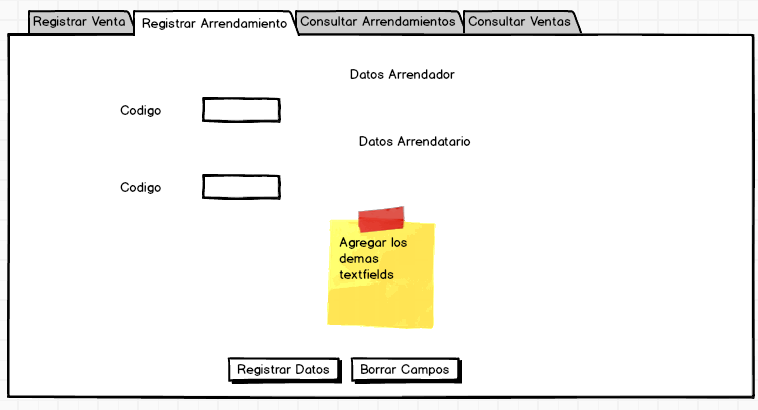 Registrar Venta
Registrar Arrendamiento
Consultar Arrendamientos
Consultar Ventas
Datos Arrendador
Codigo
Datos Arrendatario
Codigo
Agregar los
demas
textfields
Registrar Datos
Borrar Campos